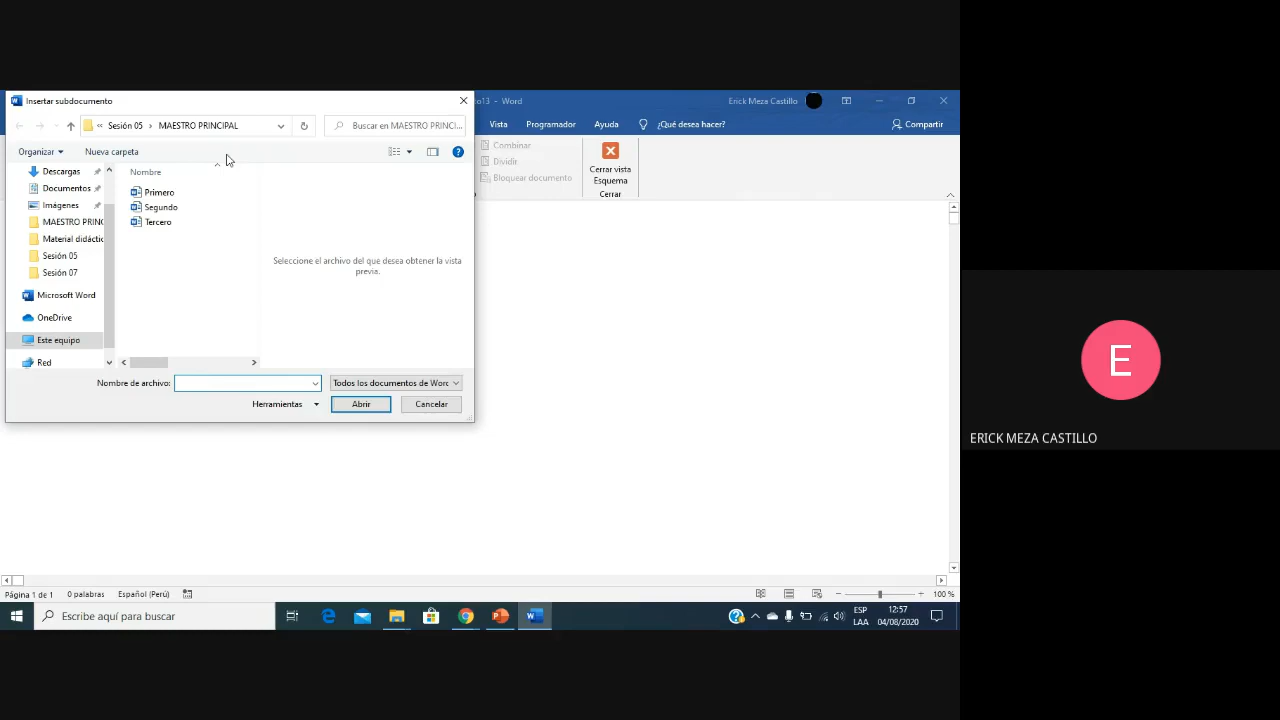 Insertar subdocumento
to13 - Word
Erick Meza Castillo
« Sesión 05 > MAESTRO PRINCIPAL
Buscar en MAESTRO PRINCI...
Vista
Programador
Ayuda
¿Qué desea hacer?
Compartir
Organizar
Nueva carpeta
Combinar
Dividir
Bloquear documento
Cerrar vista
Esquema
Cerrar
Descargas
Documentos
Imágenes
MAESTRO PRINC
Material didáctic
Sesión 05
Sesión 07
Microsoft Word
OneDrive
Este equipo
Red
Nombre
Primero
Segundo
Tercero
Seleccione el archivo del que desea obtener la vista
previa.
Nombre de archivo:
Todos los documentos de Word
Herramientas
Abrir
Cancelar
E
ERICK MEZA CASTILLO
Página 1 de 1
0 palabras
Español (Perú)
100 %
Escribe aquí para buscar
ESP
LAA
12:57
04/08/2020